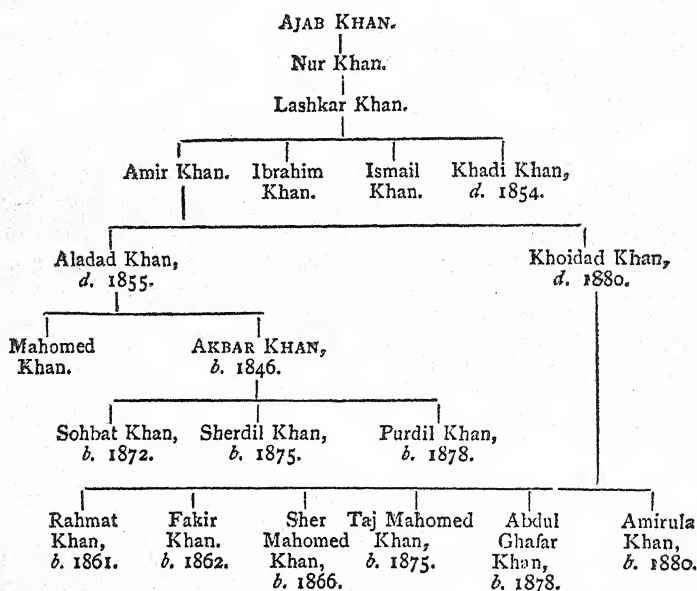 AJAB KHAN.
Nur Khan.
Lashkar Khan.
Amir Khan. Ibrahim Khan. Ismail Khan. Khadi Khan, d. 1854.
Aladad Khan, d. 1855. Khoidad Khan, d. 1880.
Mahomed Khan. AKBAR KHAN, b. 1846.
Sohbat Khan, b. 1872. Sherdil Khan, b. 1875. Purdil Khan, b. 1878.
Rahmat Khan, b. 1861. Fakir Khan. b. 1862. Sher Mahomed Khan, b. 1866. Taj Mahomed Khan, b. 1875. Abdul Ghafar Khan, b. 1878. Amirula Khan, b. 1880.